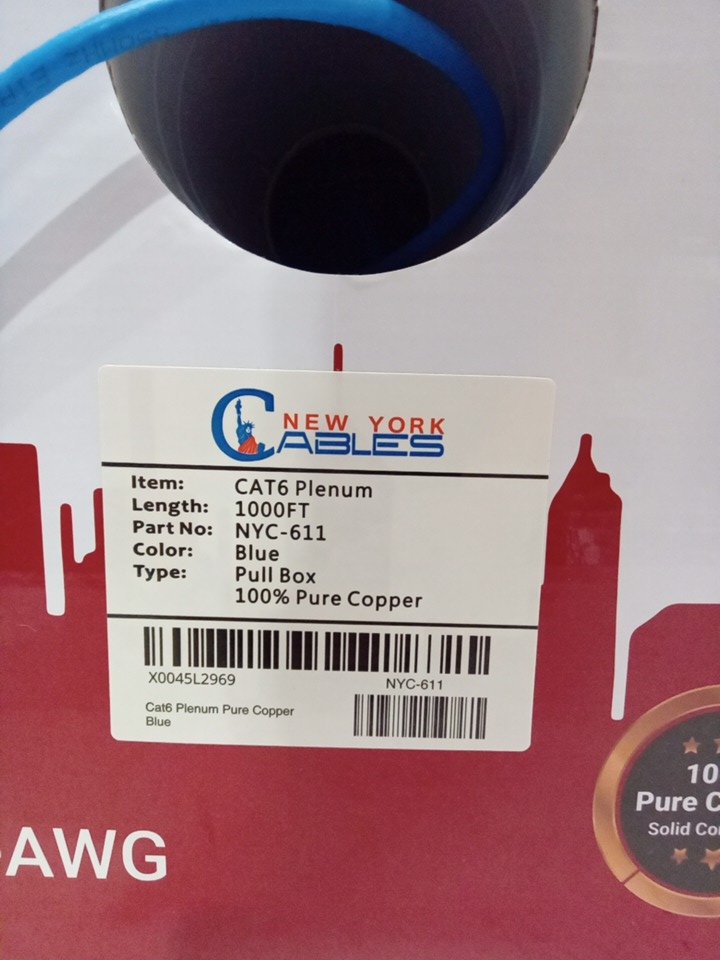 NEW YORK
CABLES
Item: CAT6 Plenum
Length: 1000FT
Part No: NYC-611
Color: Blue
Type: Pull Box
100% Pure Copper
X0045L2969
NYC-611
Cat6 Plenum Pure Copper
Blue
10
Pure C
Solid Co
-AWG